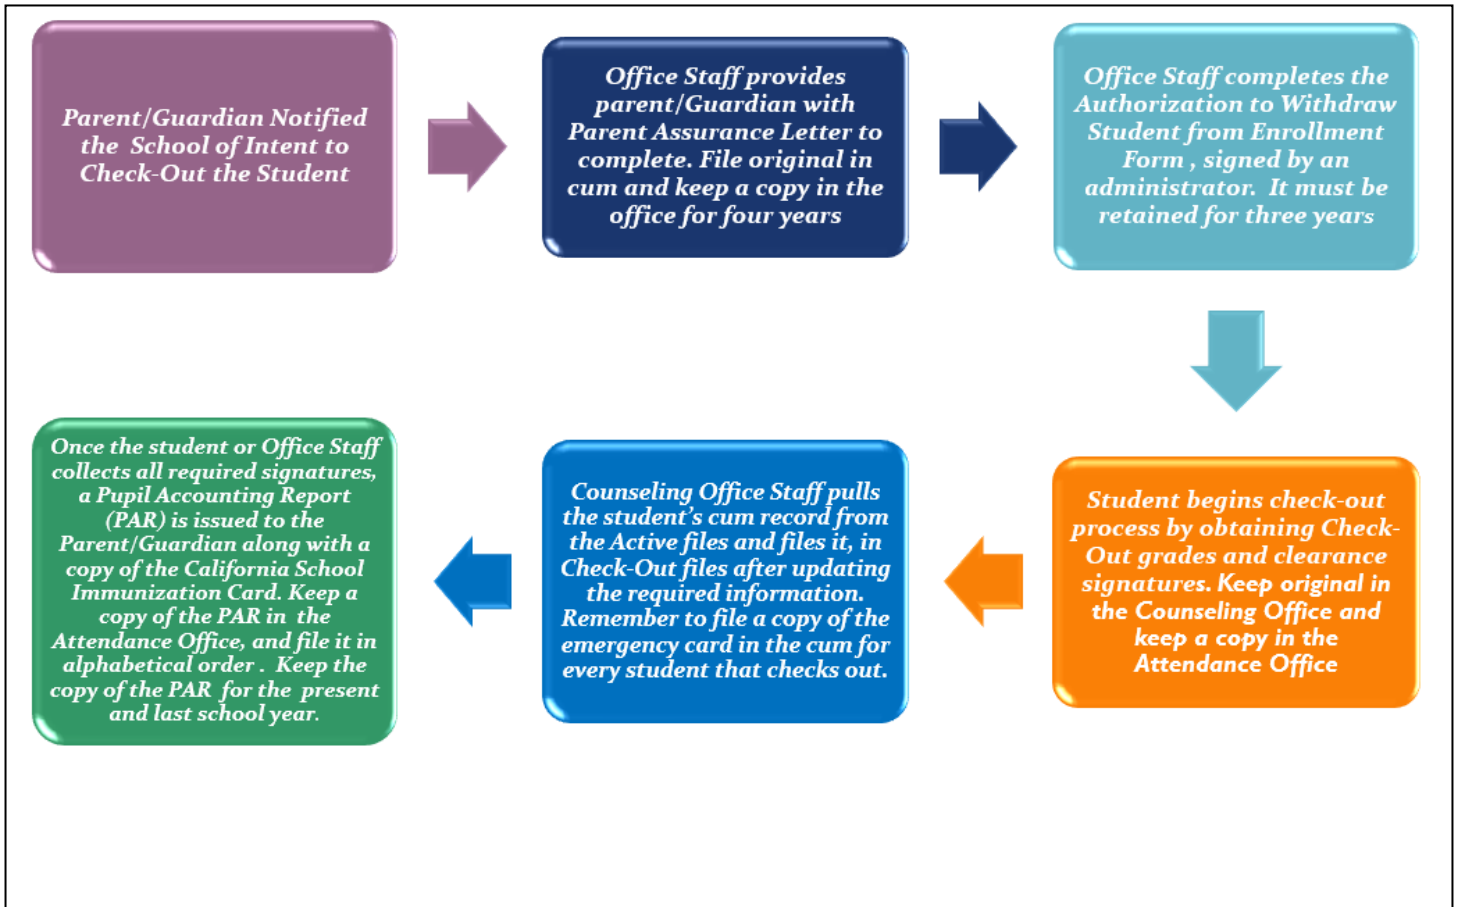 Parent/Guardian Notified
the School of Intent to
Check-Out the Student
Office Staff provides
parent/Guardian with
Parent Assurance Letter to
complete. File original in
cum and keep a copy in the
office for four years
Office Staff completes the
Authorization to Withdraw
Student from Enrollment
Form , signed by an
administrator. It must be
retained for three years
Student begins check-out
process by obtaining Check-
Out grades and clearance
signatures. Keep original in
the Counseling Office and
keep a copy in the
Attendance Office
Counseling Office Staff pulls
the student's cum record from
the Active files and files it, in
Check-Out files after updating
the required information.
Remember to file a copy of the
emergency card in the cum for
every student that checks out.
Once the student or Office Staff
collects all required signatures,
a Pupil Accounting Report
(PAR) is issued to the
Parent/Guardian along with a
copy of the California School
Immunization Card. Keep a
copy of the PAR in the
Attendance Office, and file it in
alphabetical order . Keep the
copy of the PAR for the present
and last school year.